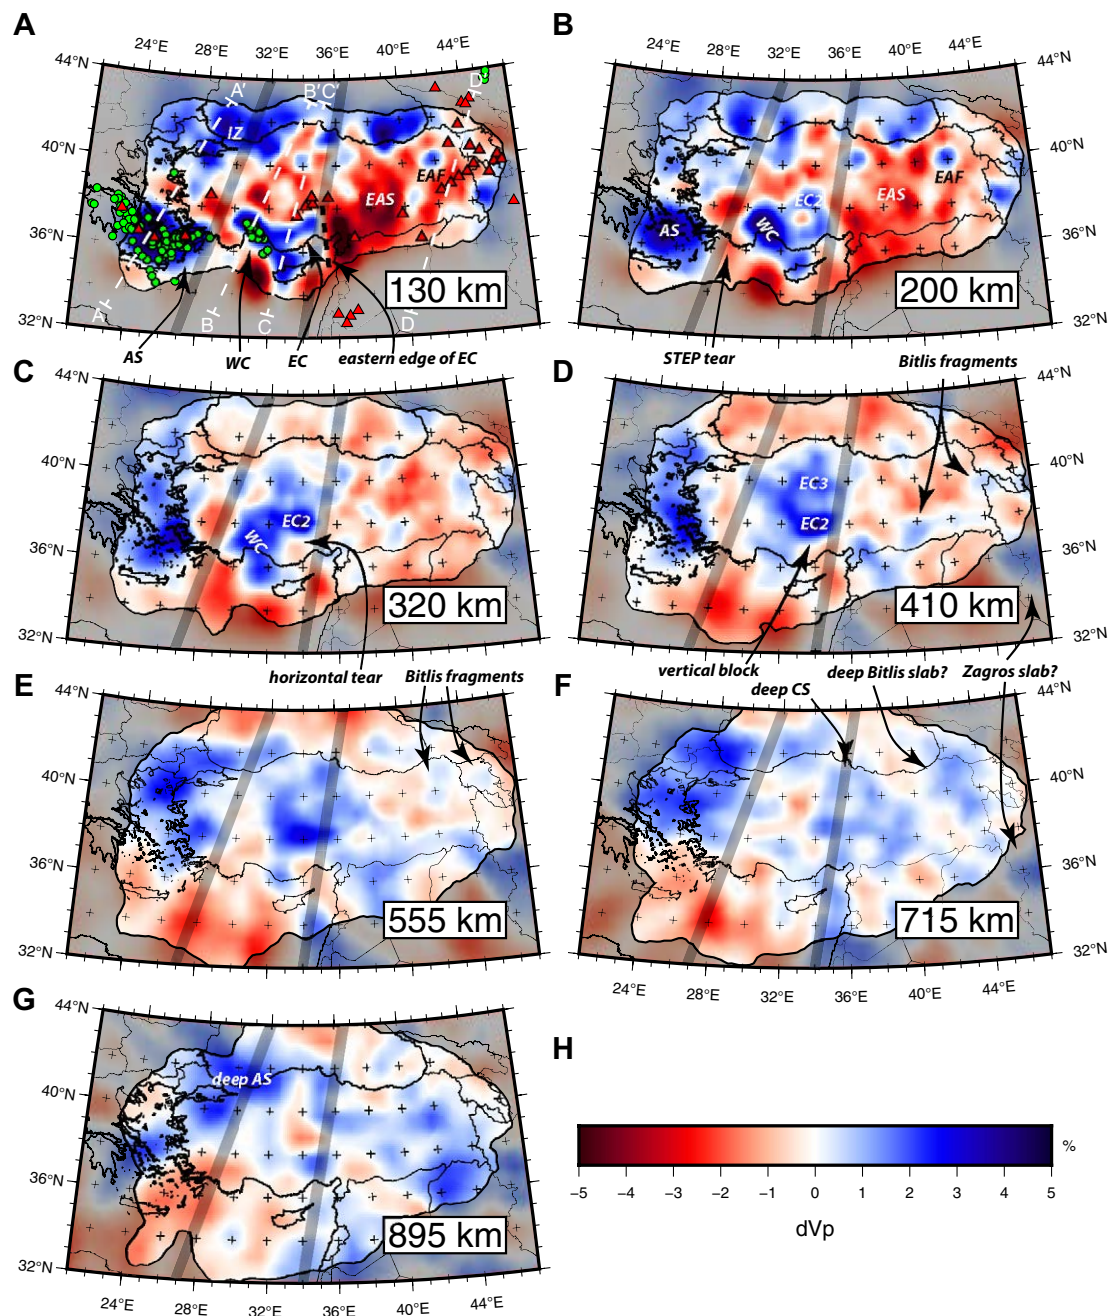 A
B
24°E 28°E 32°E 36°E 40°E 44°E
24°E 28°E 32°E 36°E 40°E 44°E
44°N
40°N
36°N
32°N
44°N
40°N
36°N
32°N
A'
B'
C'
D'
IZ
EAF
EAS
A
B
C
D
130 km
EAF
EAS
EC2
WC
AS
200 km
AS
WC
EC
eastern edge of EC
STEP tear
Bitlis fragments
C
D
44°N
40°N
36°N
32°N
44°N
40°N
36°N
32°N
EC2
WC
320 km
EC3
EC2
410 km
horizontal tear
Bitlis fragments
vertical block
deep CS
deep Bitlis slab?
Zagros slab?
E
F
44°N
40°N
36°N
32°N
44°N
40°N
36°N
32°N
555 km
715 km
24°E 28°E 32°E 36°E 40°E 44°E
G
44°N
40°N
36°N
32°N
deep AS
895 km
24°E 28°E 32°E 36°E 40°E 44°E
H
%
−5 −4 −3 −2 −1 0 1 2 3 4 5
dVp